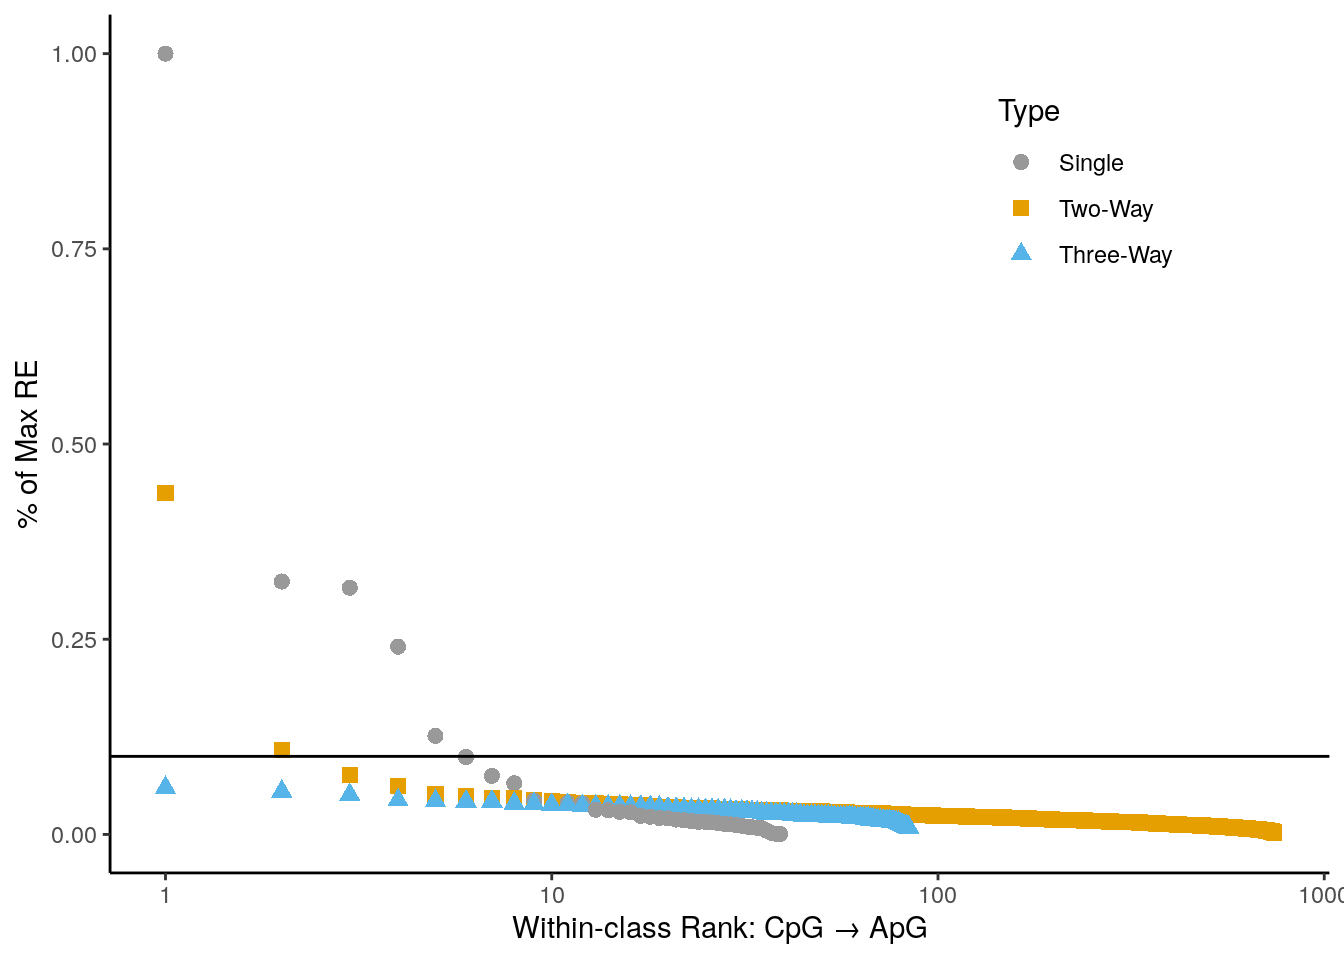 1.00
0.75
0.50
0.25
0.00
% of Max RE
Type
Single
Two-Way
Three-Way
1
10
100
1000
Within-class Rank: CpG → ApG